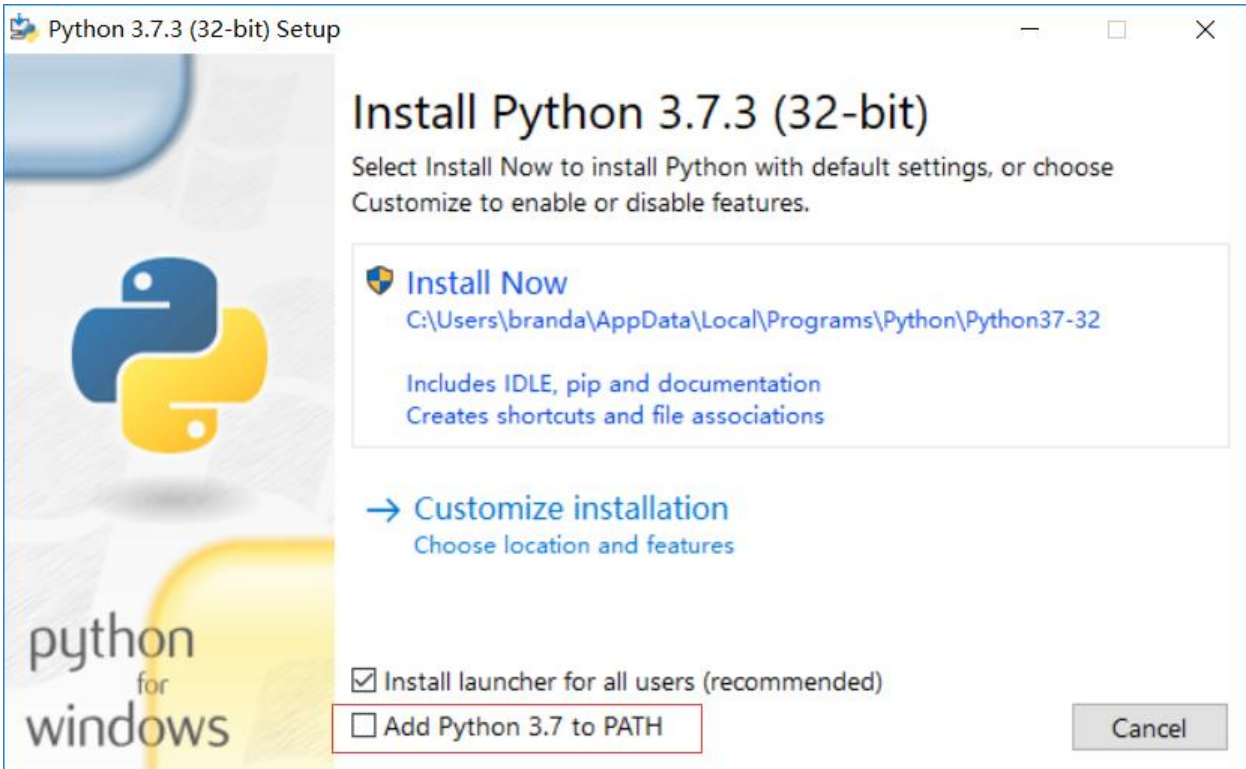 Python 3.7.3 (32-bit) Setup
Install Python 3.7.3 (32-bit)
Select Install Now to install Python with default settings, or choose
Customize to enable or disable features.
Install Now
C:\Users\branda\AppData\Local\Programs\Python\Python37-32
Includes IDLE, pip and documentation
Creates shortcuts and file associations
Customize installation
Choose location and features
python
for
windows
Install launcher for all users (recommended)
Add Python 3.7 to PATH
Cancel